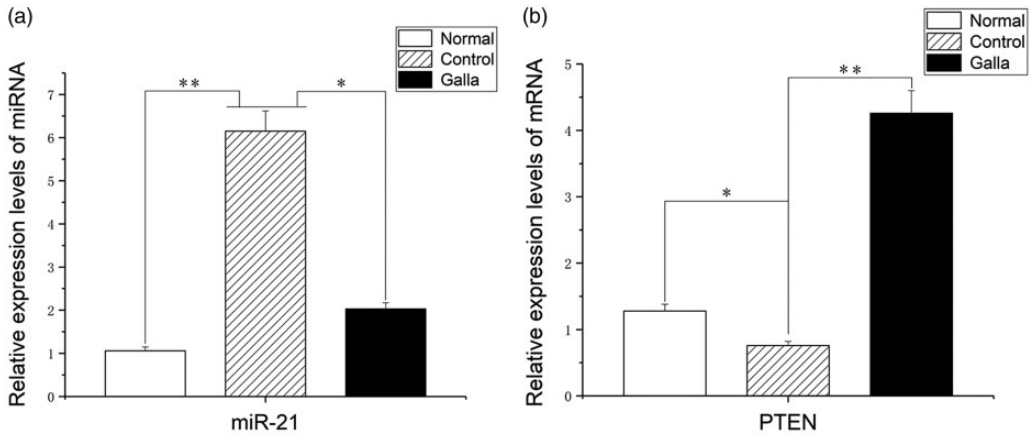 (a)
Normal
Control
Galla
Relative expression levels of miRNA
7
6
5
4
3
2
1
0
**
*
miR-21
(b)
Normal
Control
Galla
Relative expression levels of mRNA
5
4
3
2
1
0
*
**
PTEN